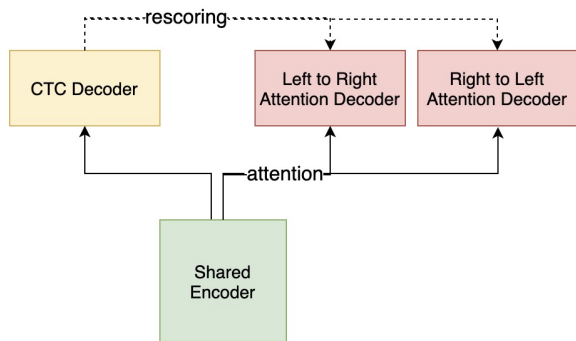 rescoring
CTC Decoder
Left to Right
Attention Decoder
Right to Left
Attention Decoder
attention
Shared
Encoder